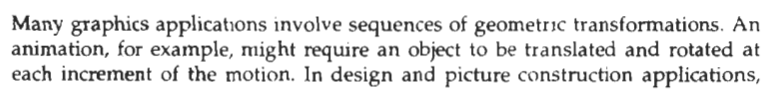 Many graphics applications involve sequences of geometric transformations. An
animation, for example, might require an object to be translated and rotated at
each increment of the motion. In design and picture construction applications,